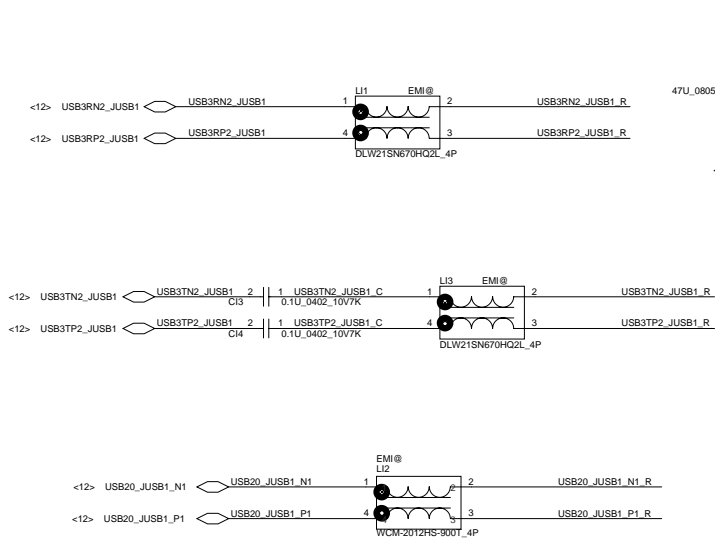 LI1 EMI@
47U_0805
<12> USB3RN2_JUSB1 USB3RN2_JUSB1 1 2 USB3RN2_JUSB1_R
<12> USB3RP2_JUSB1 USB3RP2_JUSB1 4 3 USB3RP2_JUSB1_R
DLW21SN670HQ2L_4P
LI3 EMI@
<12> USB3TN2_JUSB1 USB3TN2_JUSB1 2 1 USB3TN2_JUSB1_C 1 2 USB3TN2_JUSB1_R
CI3 0.1U_0402_10V7K
<12> USB3TP2_JUSB1 USB3TP2_JUSB1 2 1 USB3TP2_JUSB1_C 4 3 USB3TP2_JUSB1_R
CI4 0.1U_0402_10V7K
DLW21SN670HQ2L_4P
EMI@
LI2
<12> USB20_JUSB1_N1 USB20_JUSB1_N1 1 2 2 USB20_JUSB1_N1_R
<12> USB20_JUSB1_P1 USB20_JUSB1_P1 4 3 3 USB20_JUSB1_P1_R
WCM-2012HS-900T_4P